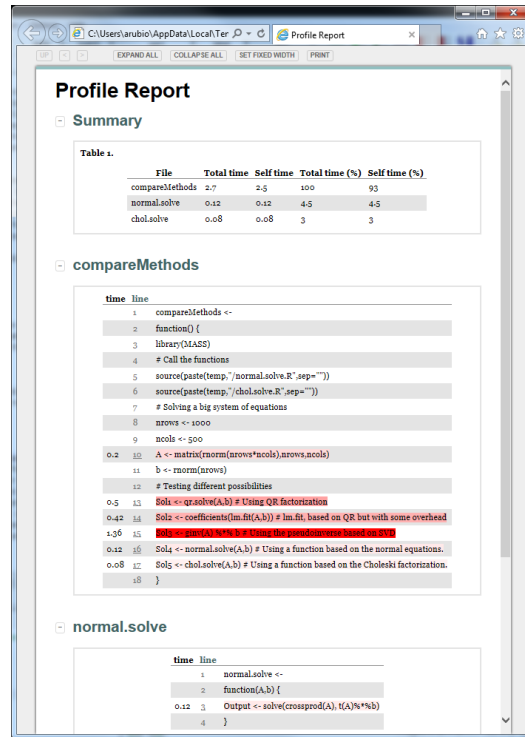 C:\Users\arubio\AppData\Local\Ter
Profile Report
UP < > EXPAND ALL COLLAPSE ALL SET FIXED WIDTH PRINT
Profile Report
Summary
Table 1.
File Total time Self time Total time (%) Self time (%)
compareMethods 2.7 2.5 100 93
normal.solve 0.12 0.12 4.5 4.5
chol.solve 0.08 0.08 3 3
compareMethods
time line
1 compareMethods <-
2 function() {
3 library(MASS)
4 # Call the functions
5 source(paste(temp,"/normal.solve.R",sep=""))
6 source(paste(temp,"/chol.solve.R",sep=""))
7 # Solving a big system of equations
8 nrows <- 1000
9 ncols <- 500
0.2 10 A <- matrix(rnorm(nrows*ncols),nrows,ncols)
11 b <- rnorm(nrows)
12 # Testing different possibilities
0.5 13 Sol1 <- qr.solve(A,b) # Using QR factorization
0.42 14 Sol2 <- coefficients(lm.fit(A,b)) # lm.fit, based on QR but with some overhead
1.36 15 Sol3 <- ginv(A) %*% b # Using the pseudoinverse based on SVD
0.12 16 Sol4 <- normal.solve(A,b) # Using a function based on the normal equations.
0.08 17 Sol5 <- chol.solve(A,b) # Using a function based on the Choleski factorization.
18 }
normal.solve
time line
1 normal.solve <-
2 function(A,b) {
0.12 3 Output <- solve(crossprod(A), t(A)%*%b)
4 }